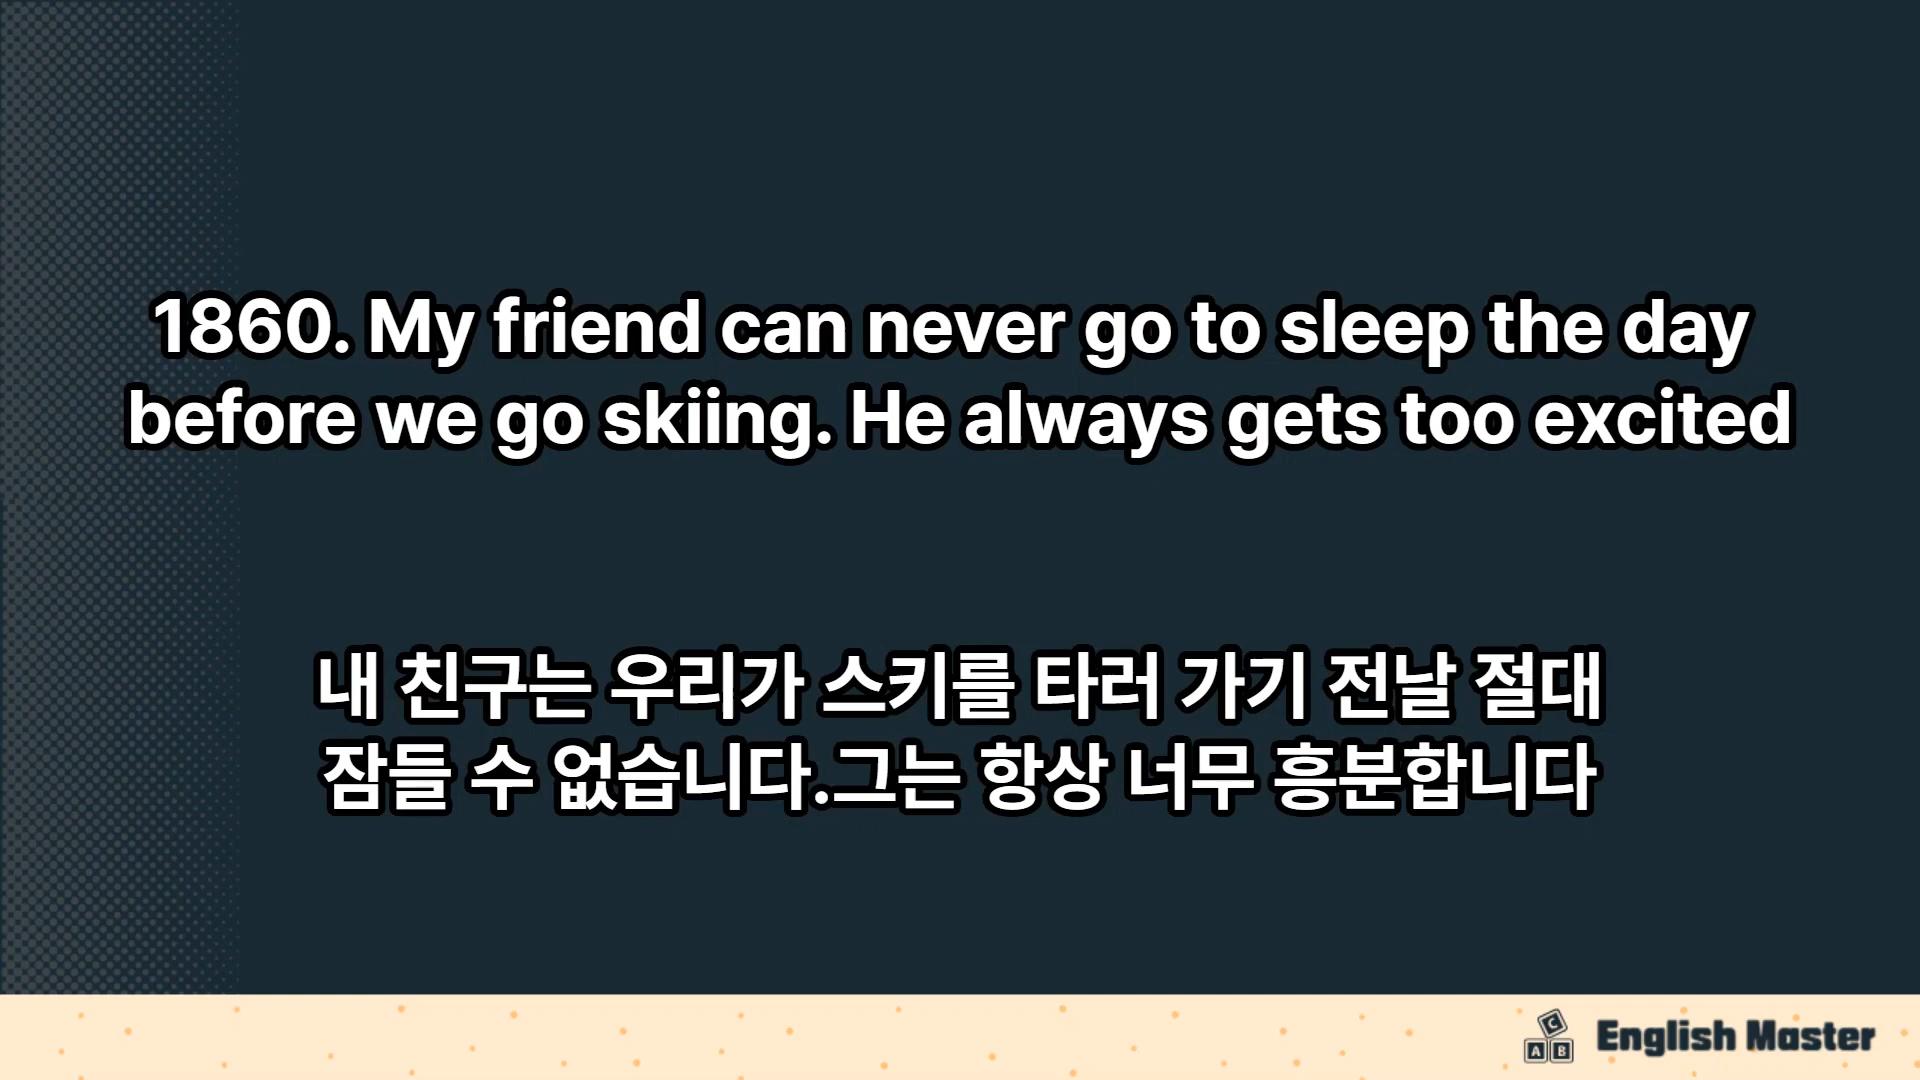 1860. My friend can never go to sleep the day
before we go skiing. He always gets too excited
내 친구는 우리가 스키를 타러 가기 전날 절대
잠들 수 없습니다.그는 항상 너무 흥분합니다
C
A B
English Master